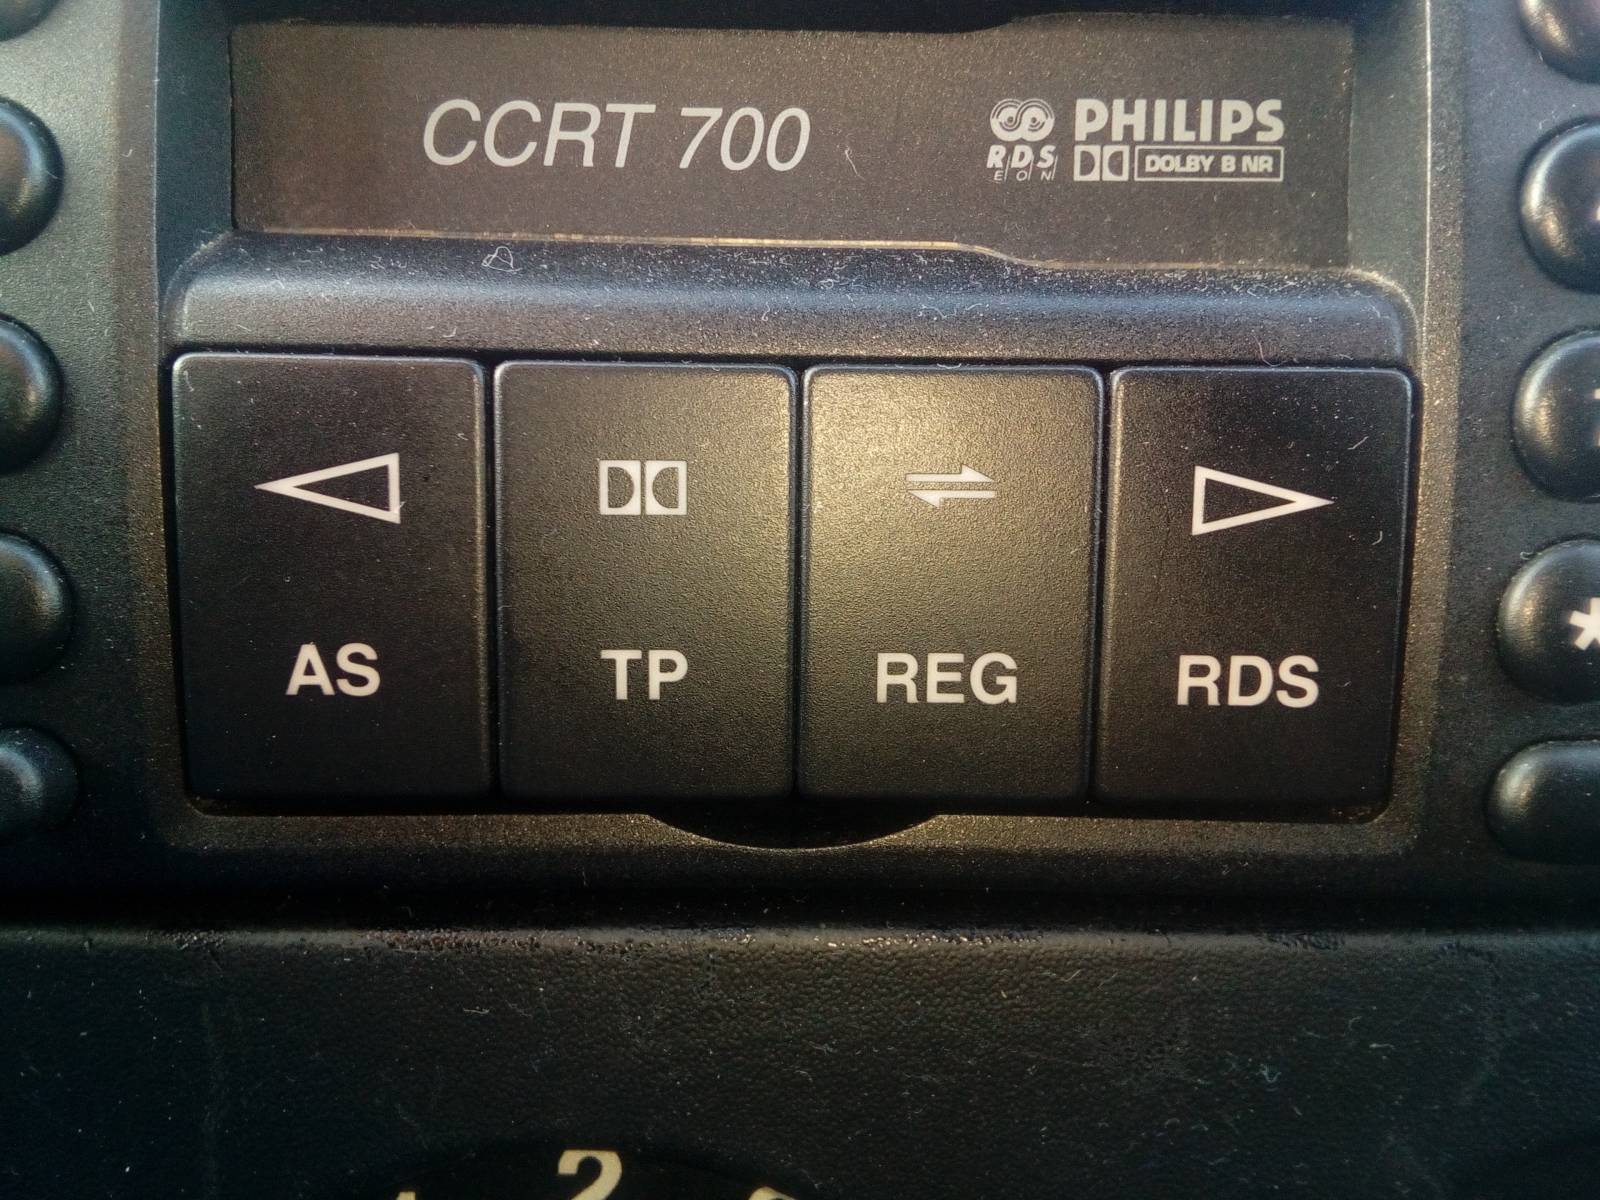 CCRT 700
RDS
EON
PHILIPS
DOLBY B NR
AS
TP
REG
RDS
*
2